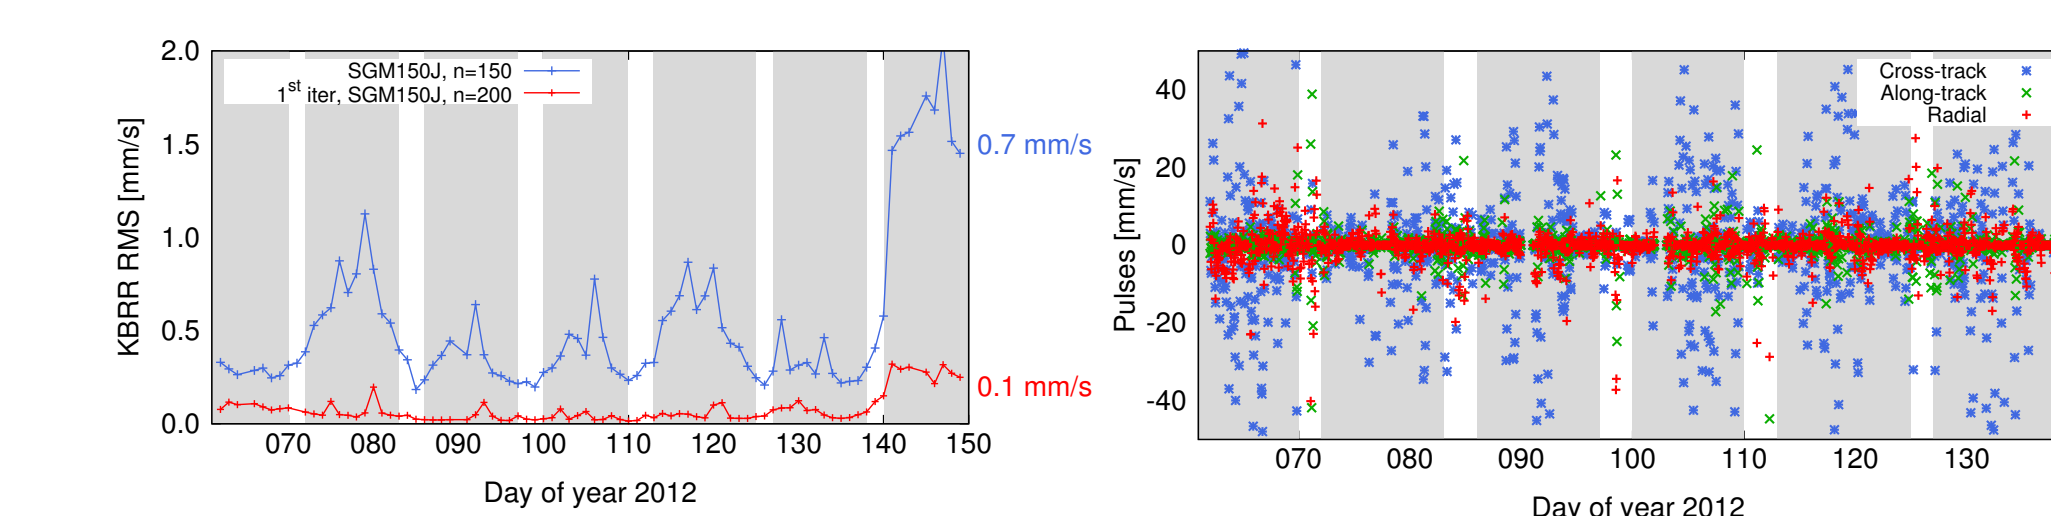 2.0
1.5
1.0
0.5
0.0
KBRR RMS [mm/s]
SGM150J, n=150
1st iter, SGM150J, n=200
0.7 mm/s
0.1 mm/s
070 080 090 100 110 120 130 140 150
Day of year 2012
40
20
0
-20
-40
Pulses [mm/s]
Cross-track
Along-track
Radial
070 080 090 100 110 120 130
Day of year 2012